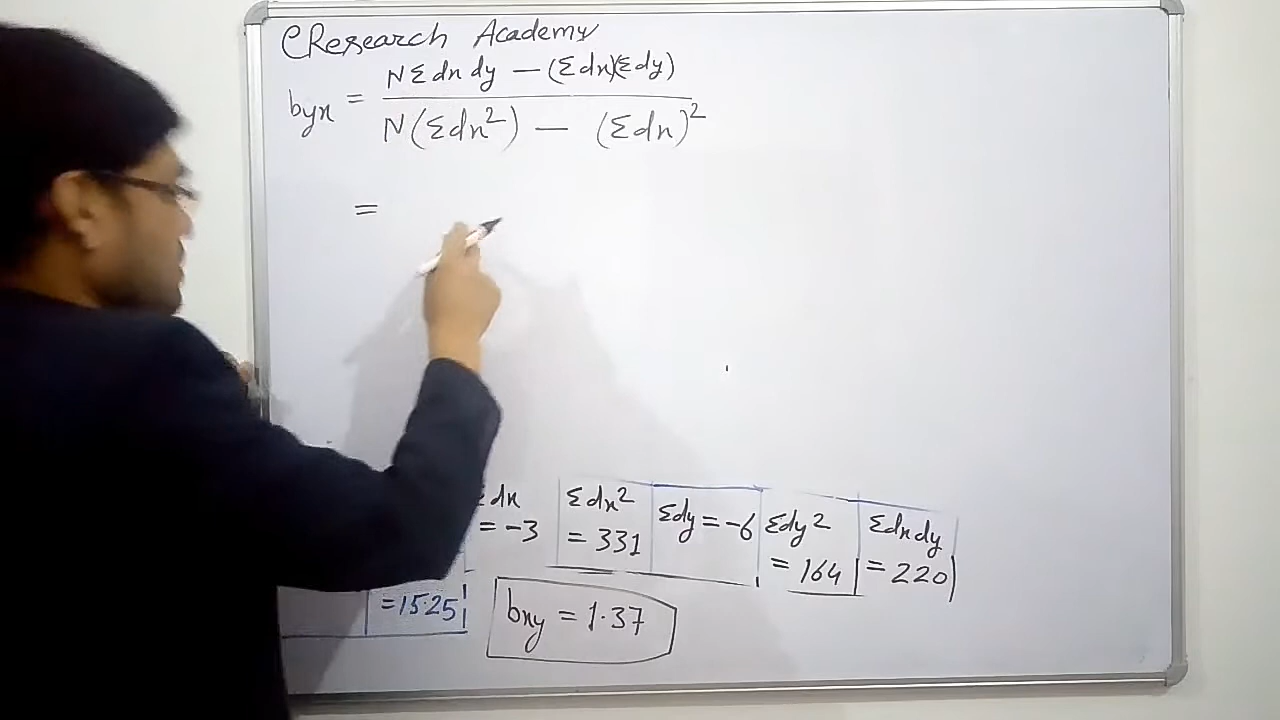 Research Academy
byx = NΣdxdy — (Σdx)(Σdy)
N(Σdx²) — (Σdx)²
=
Σdx = -3
Σdx² = 331
Σdy = -6
Σdy² = 164
Σdxdy = 220
= 15.25
bxy = 1.37